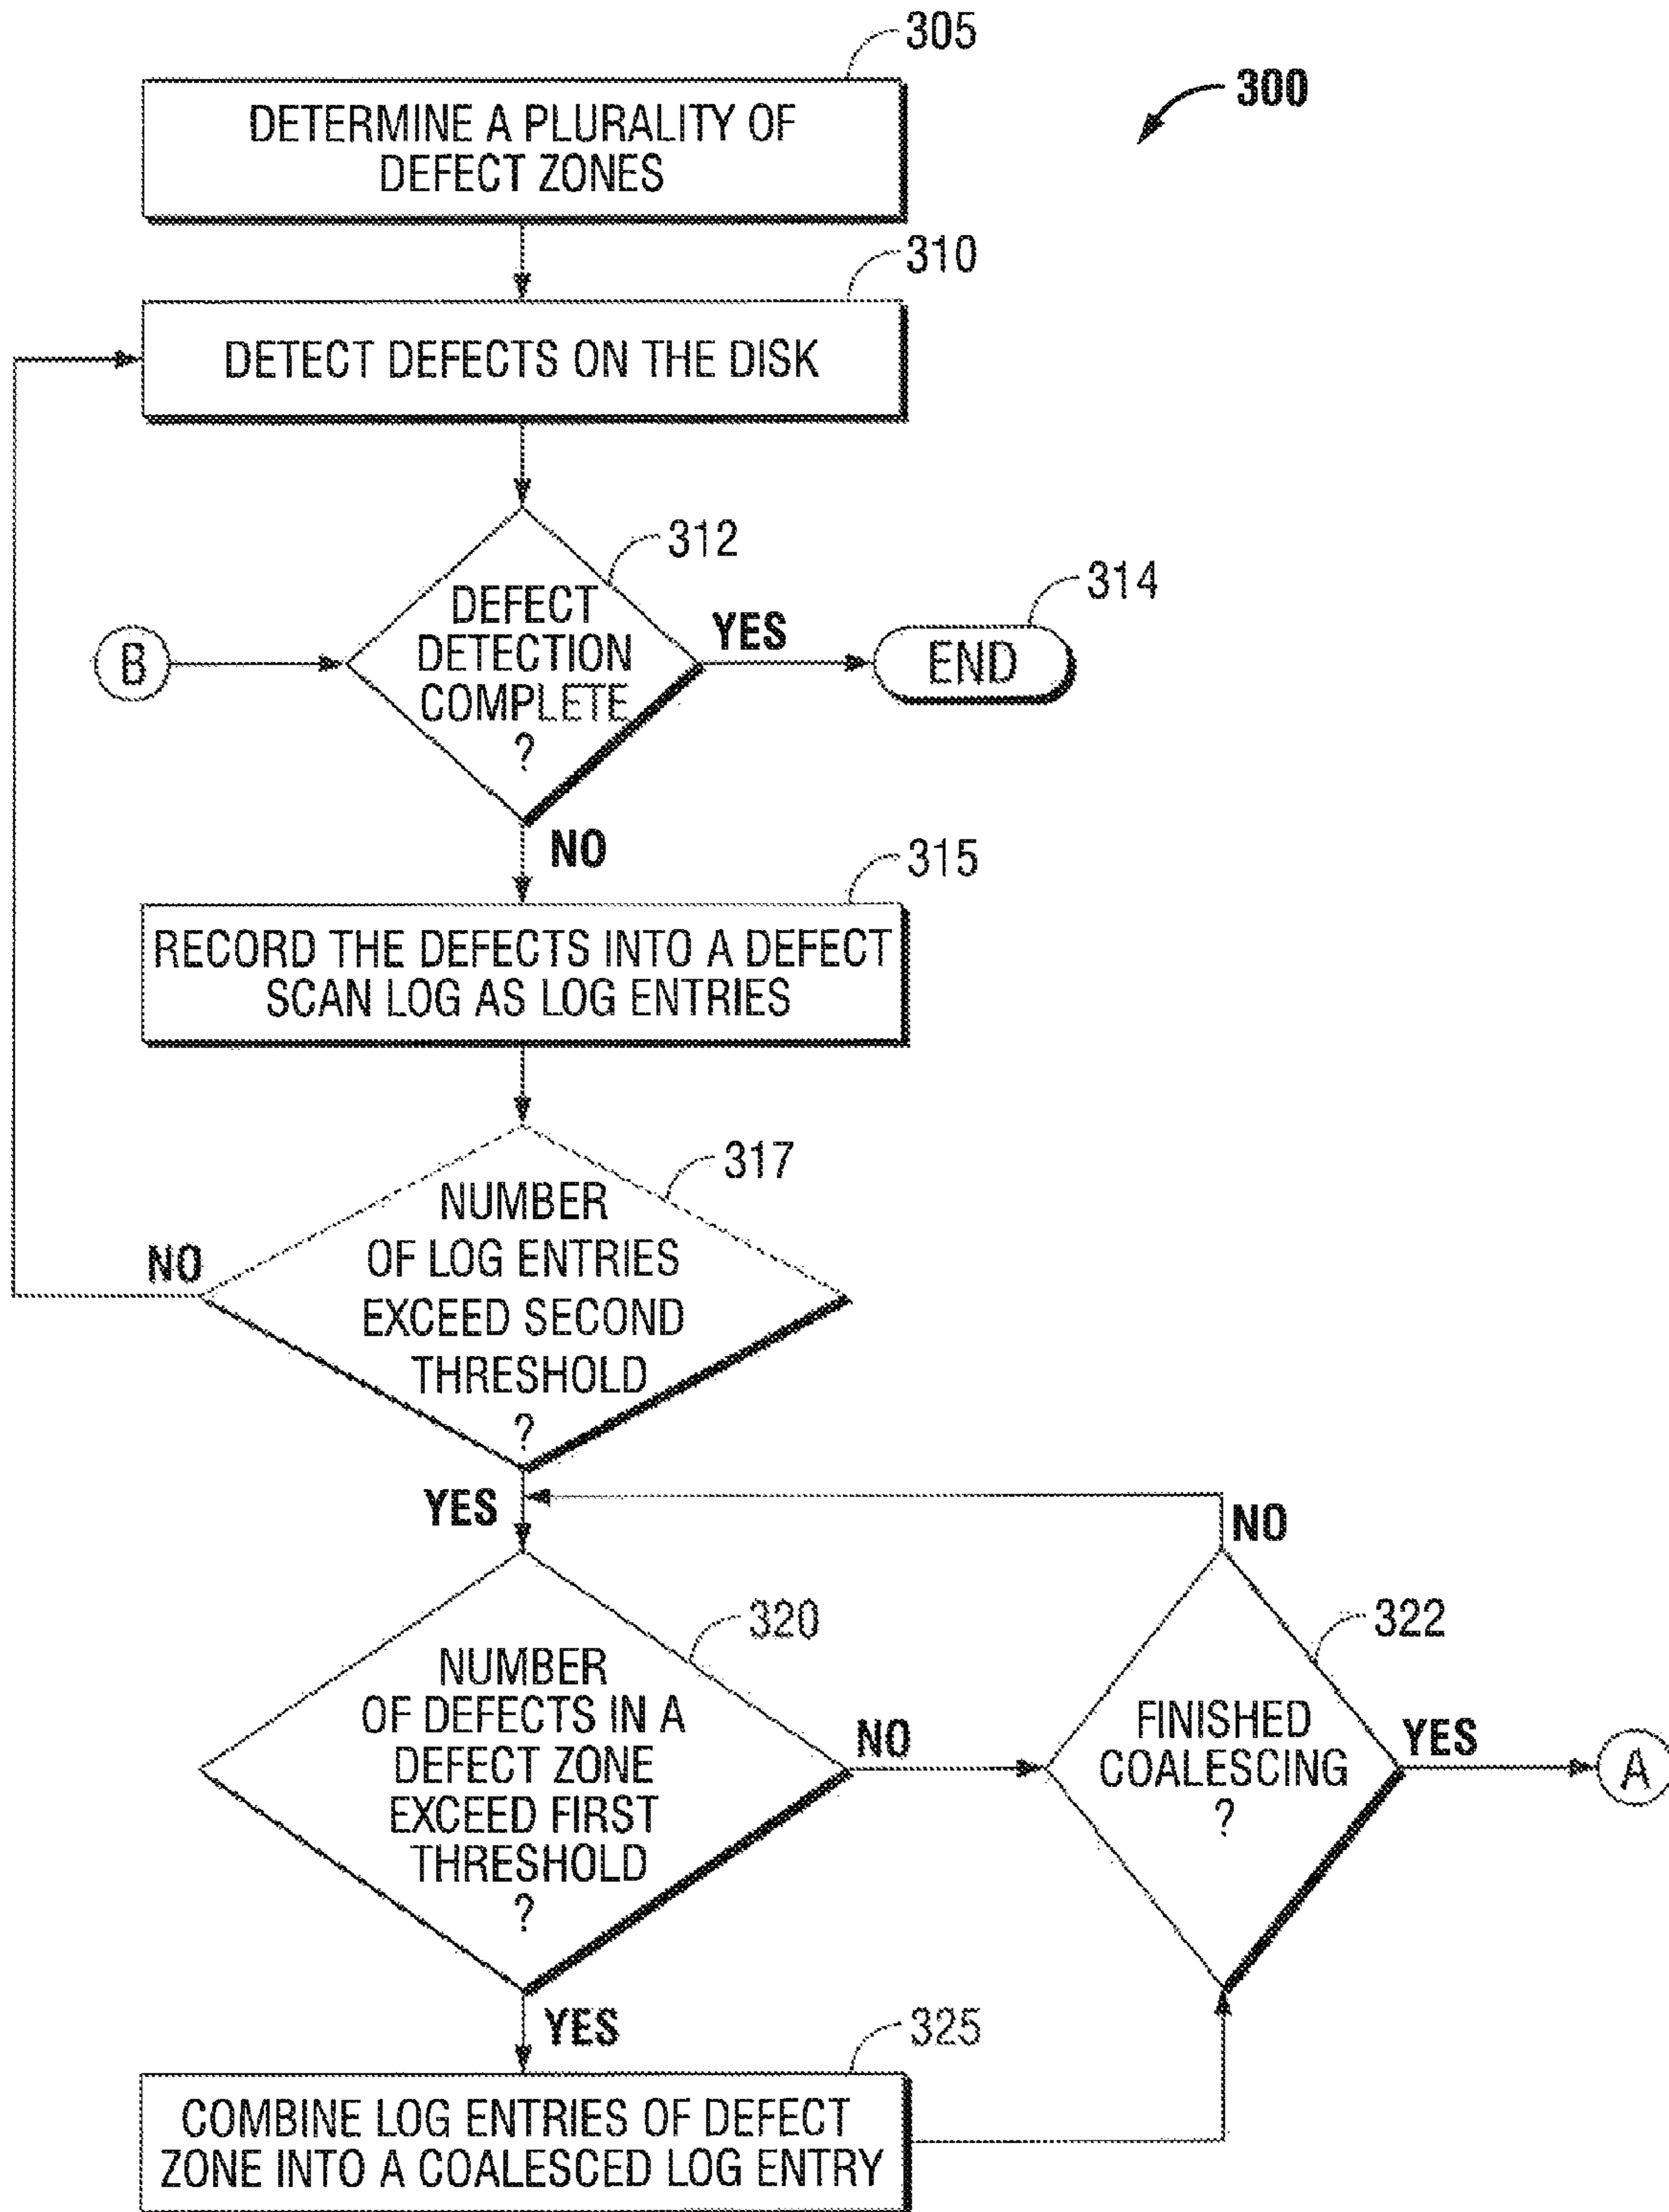 305
300
DETERMINE A PLURALITY OF
DEFECT ZONES
310
DETECT DEFECTS ON THE DISK
312
DEFECT
DETECTION
COMPLETE
?
YES
314
END
B
NO
315
RECORD THE DEFECTS INTO A DEFECT
SCAN LOG AS LOG ENTRIES
317
NUMBER
OF LOG ENTRIES
EXCEED SECOND
THRESHOLD
?
NO
YES
NO
320
NUMBER
OF DEFECTS IN A
DEFECT ZONE
EXCEED FIRST
THRESHOLD
?
NO
322
FINISHED
COALESCING
?
YES
A
YES
325
COMBINE LOG ENTRIES OF DEFECT
ZONE INTO A COALESCED LOG ENTRY